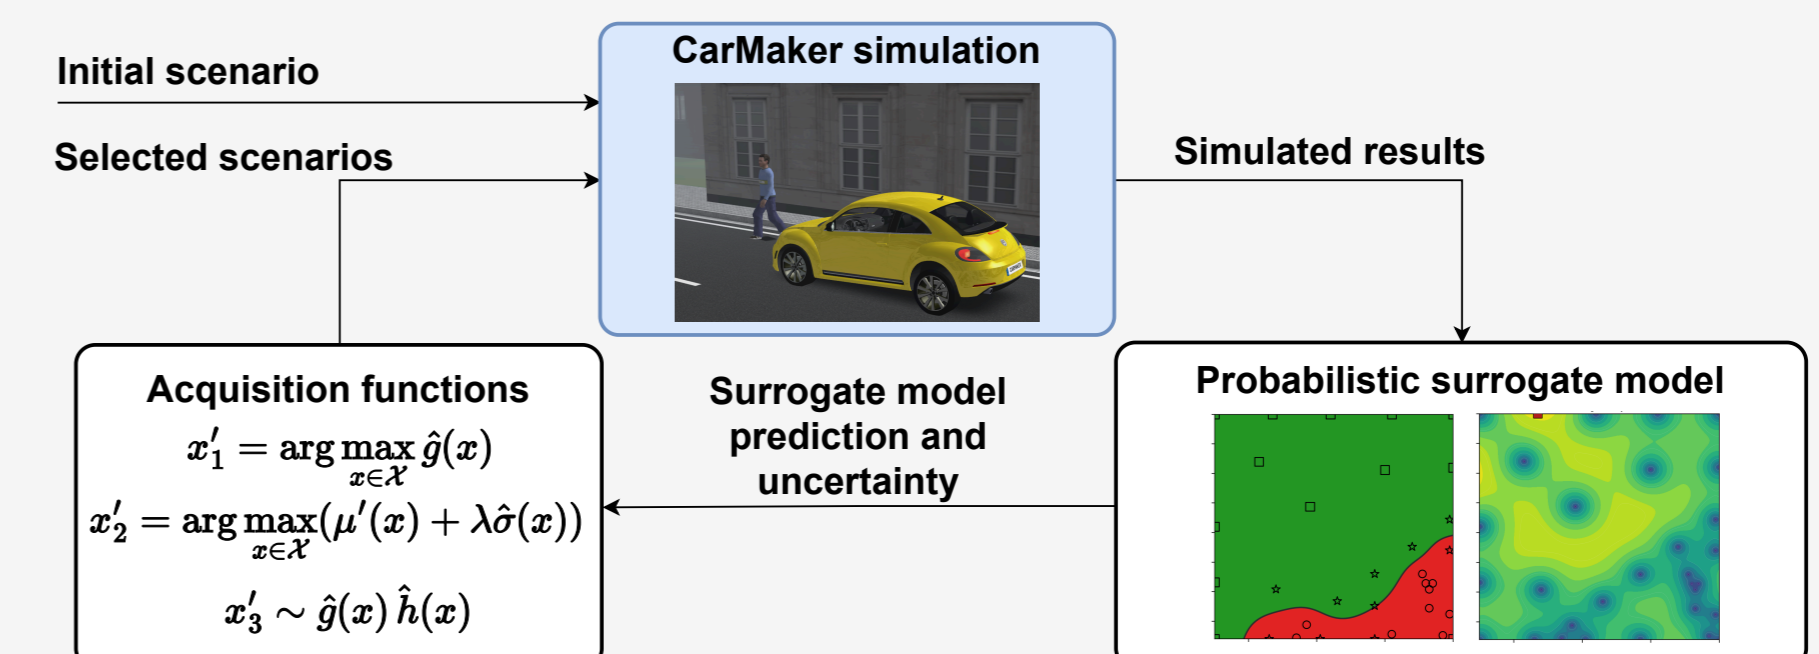 Initial scenario
Selected scenarios
CarMaker simulation
Simulated results
Acquisition functions
x′₁ = arg max ĝ(x)
x∈𝒳
x′₂ = arg max(μ′(x) + λσ̂(x))
x∈𝒳
x′₃ ∼ ĝ(x) ĥ(x)
Surrogate model
prediction and
uncertainty
Probabilistic surrogate model